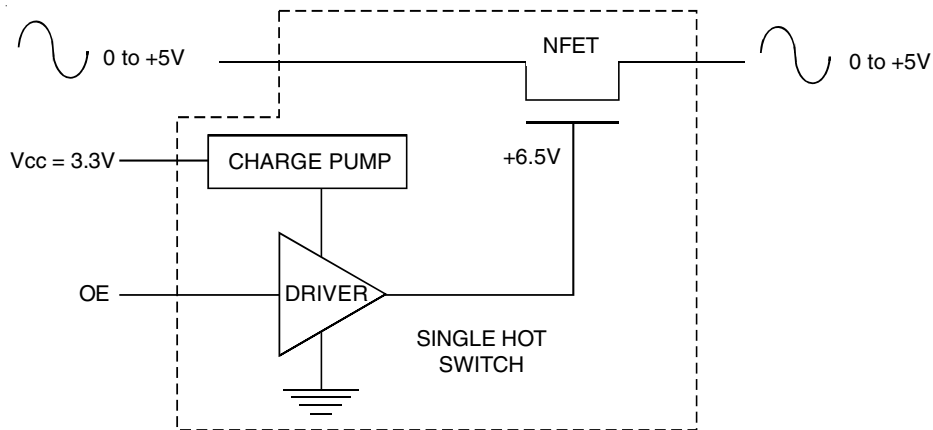 NFET
0 to +5V
0 to +5V
Vcc = 3.3V
CHARGE PUMP
+6.5V
OE
DRIVER
SINGLE HOT
SWITCH